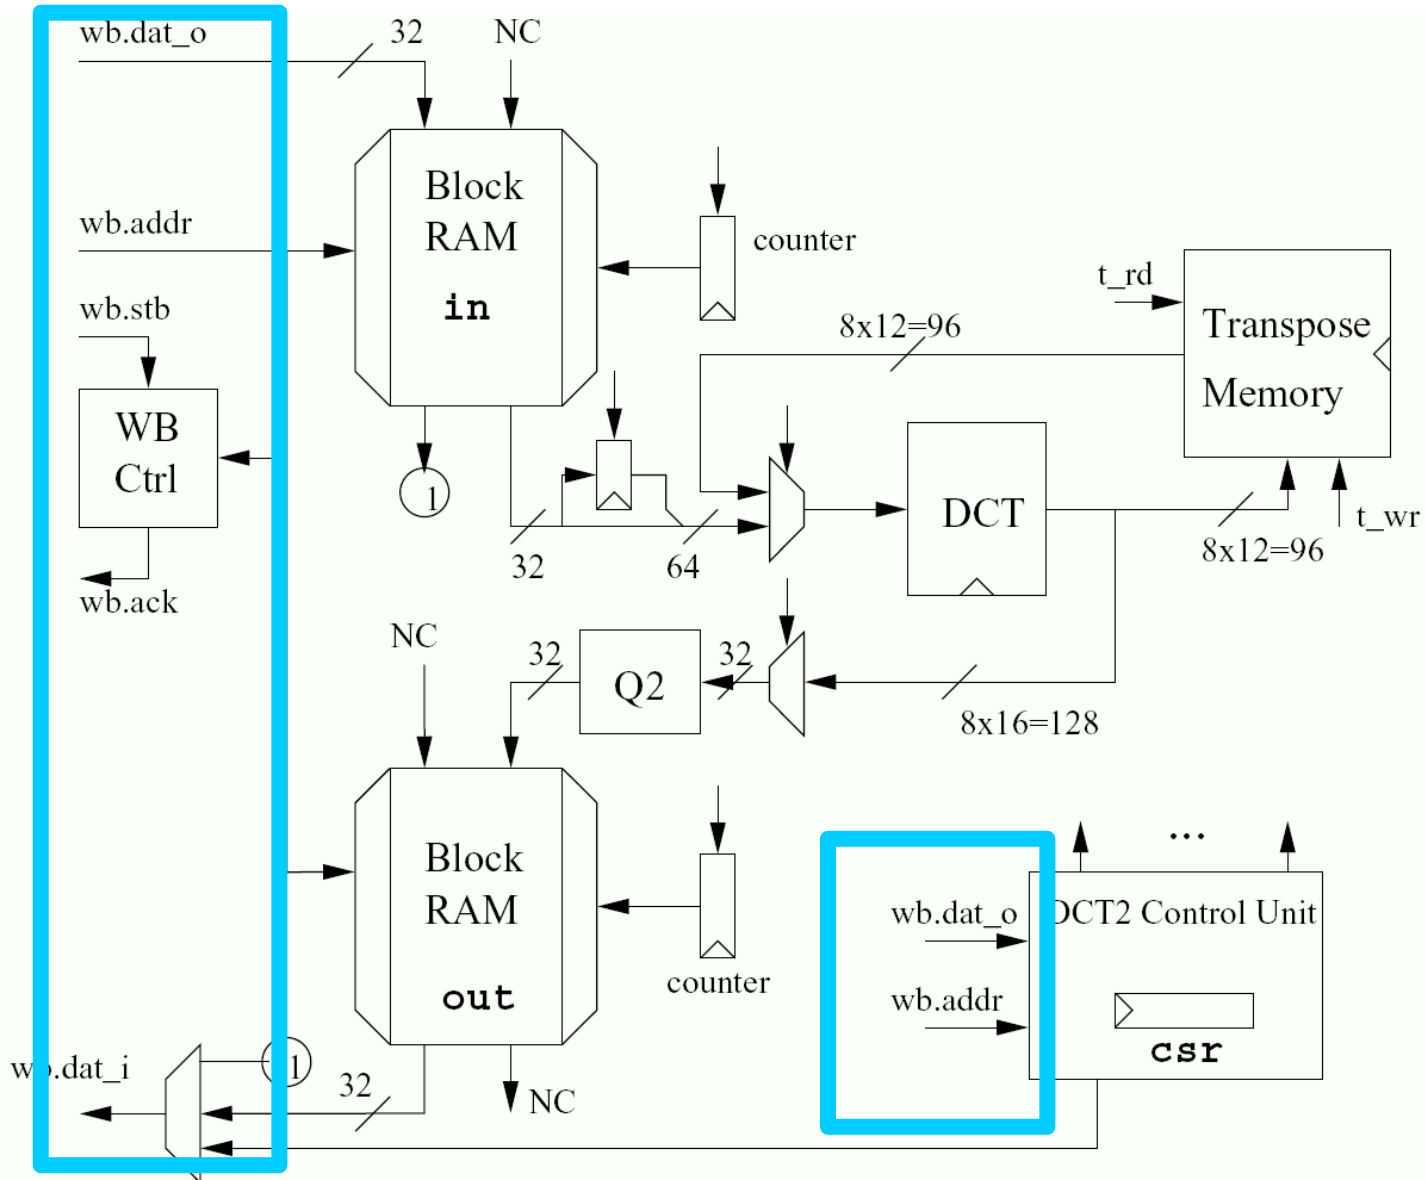 wb.dat_o
32
NC
Block
RAM
in
wb.addr
counter
wb.stb
WB
Ctrl
wb.ack
1
32
64
8x12=96
t_rd
Transpose
Memory
DCT
8x12=96
t_wr
NC
32
Q2
32
8x16=128
Block
RAM
out
counter
...
wb.dat_o
DCT2 Control Unit
wb.addr
csr
wb.dat_i
1
32
NC